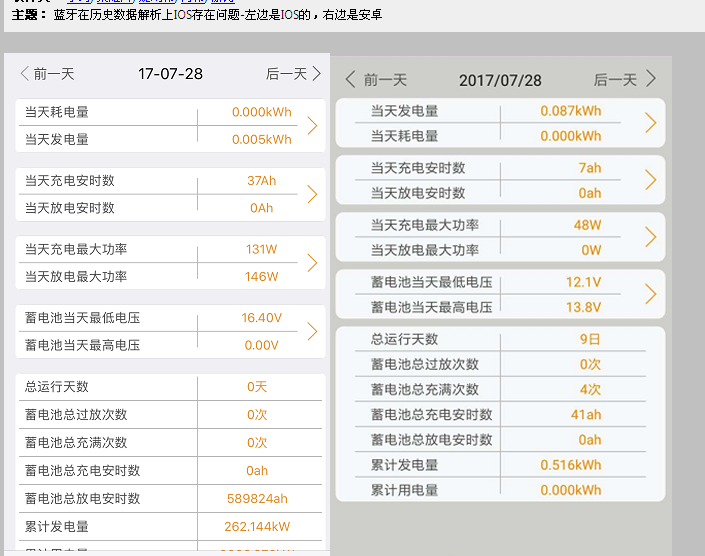 主题： 蓝牙在历史数据解析上IOS存在问题-左边是IOS的，右边是安卓
前一天 17-07-28 后一天
当天耗电量 0.000kWh
当天发电量 0.005kWh
当天充电安时数 37Ah
当天放电安时数 0Ah
当天充电最大功率 131W
当天放电最大功率 146W
蓄电池当天最低电压 16.40V
蓄电池当天最高电压 0.00V
总运行天数 0天
蓄电池总过放次数 0次
蓄电池总充满次数 0次
蓄电池总充电安时数 0ah
蓄电池总放电安时数 589824ah
累计发电量 262.144kW
前一天 2017/07/28 后一天
当天发电量 0.087kWh
当天耗电量 0.000kWh
当天充电安时数 7ah
当天放电安时数 0ah
当天充电最大功率 48W
当天放电最大功率 0W
蓄电池当天最低电压 12.1V
蓄电池当天最高电压 13.8V
总运行天数 9日
蓄电池总过放次数 0次
蓄电池总充满次数 4次
蓄电池总充电安时数 41ah
蓄电池总放电安时数 0ah
累计发电量 0.516kWh
累计用电量 0.000kWh